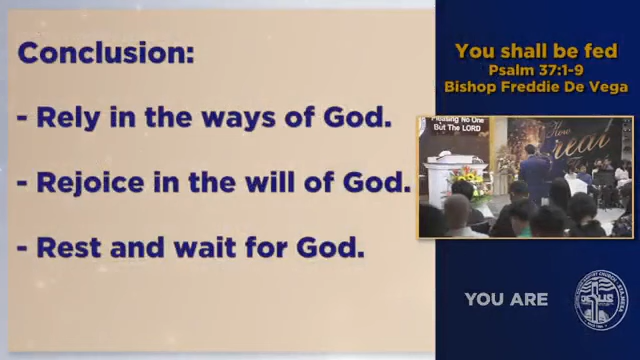 Conclusion:
- Rely in the ways of God.
- Rejoice in the will of God.
- Rest and wait for God.
You shall be fed
Psalm 37:1-9
Bishop Freddie De Vega
Pleasing No One
But The LORD
How
Great
YOU ARE